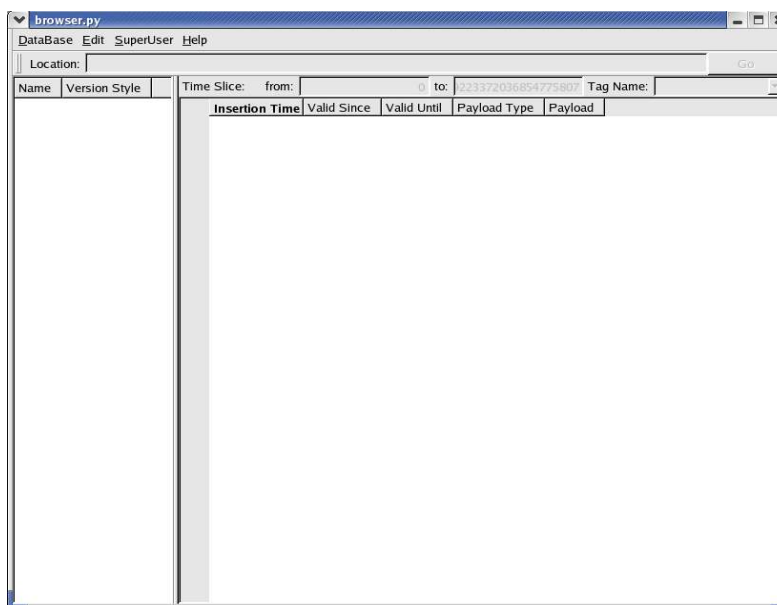 browser.py
DataBase Edit SuperUser Help
Location: Go
Name Version Style Time Slice: from: 0 to: 9223372036854775807 Tag Name:
Insertion Time Valid Since Valid Until Payload Type Payload